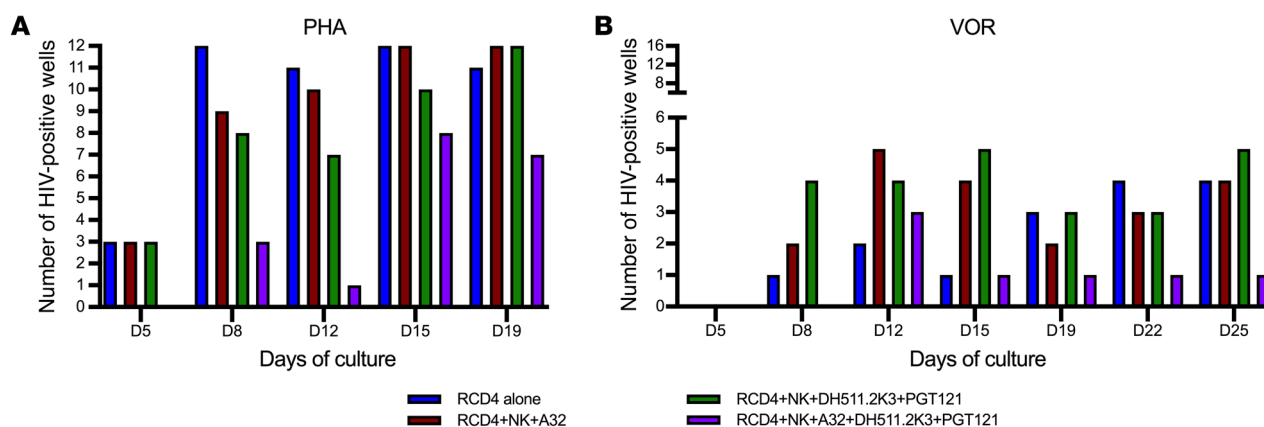 A
PHA
Number of HIV-positive wells
12
11
10
9
8
7
6
5
4
3
2
1
0
D5 D8 D12 D15 D19
Days of culture
B
VOR
Number of HIV-positive wells
16
12
8
6
5
4
3
2
1
0
D5 D8 D12 D15 D19 D22 D25
Days of culture
RCD4 alone
RCD4+NK+A32
RCD4+NK+DH511.2K3+PGT121
RCD4+NK+A32+DH511.2K3+PGT121